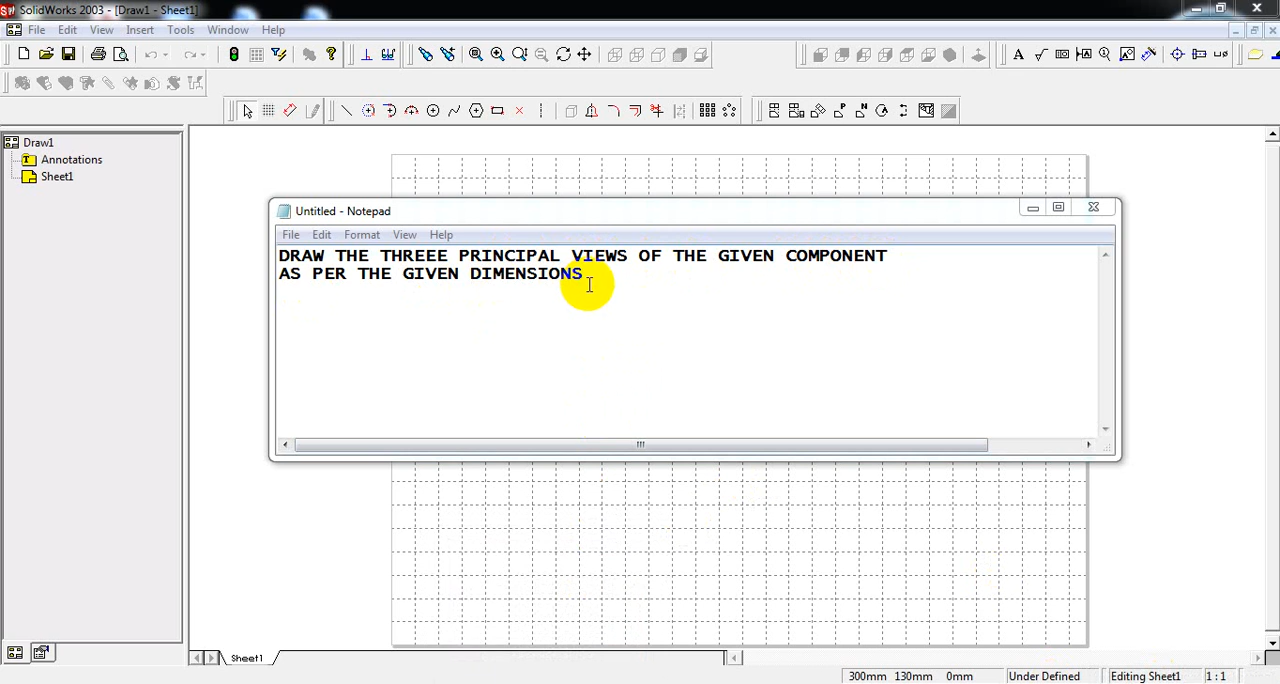 SolidWorks 2003 - [Draw1 - Sheet1]
File Edit View Insert Tools Window Help
Draw1
Annotations
Sheet1
Untitled - Notepad
File Edit Format View Help
DRAW THE THREEE PRINCIPAL VIEWS OF THE GIVEN COMPONENT
AS PER THE GIVEN DIMENSIONS
Sheet1
300mm 130mm 0mm Under Defined Editing Sheet1 1:1